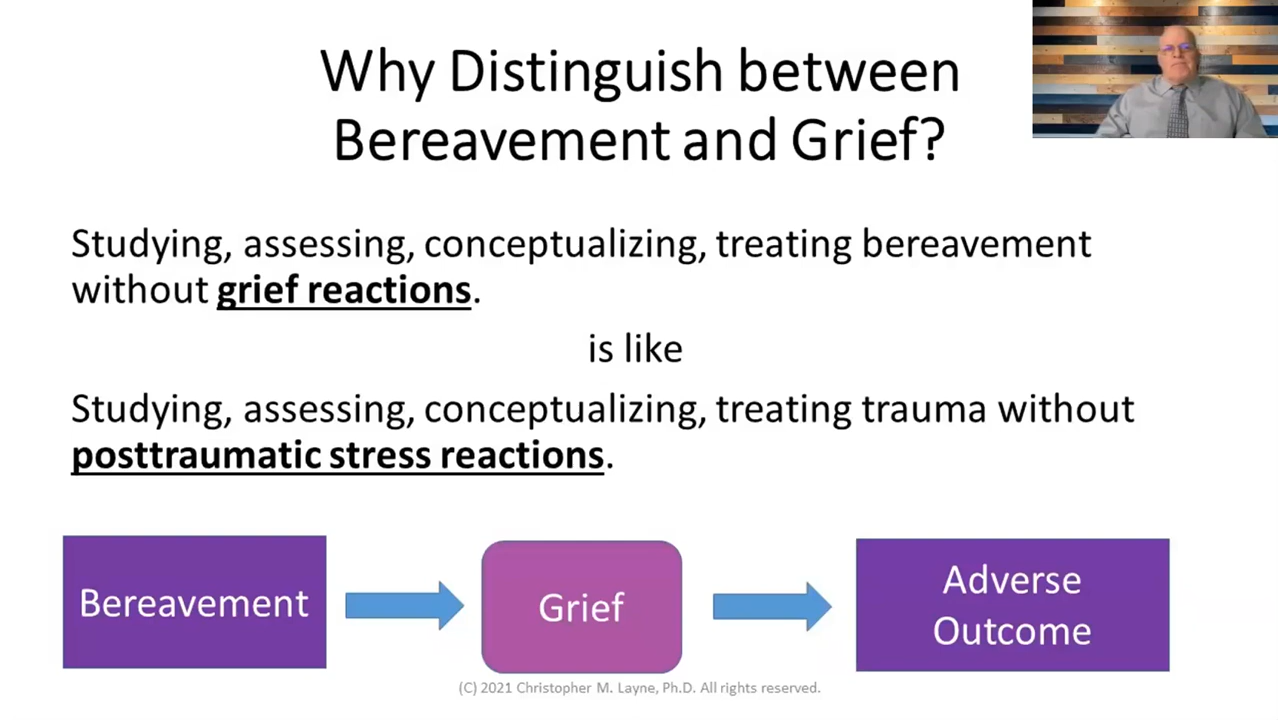 Why Distinguish between
Bereavement and Grief?
Studying, assessing, conceptualizing, treating bereavement
without grief reactions.
is like
Studying, assessing, conceptualizing, treating trauma without
posttraumatic stress reactions.
Bereavement
Grief
Adverse
Outcome
(C) 2021 Christopher M. Layne, Ph.D. All rights reserved.